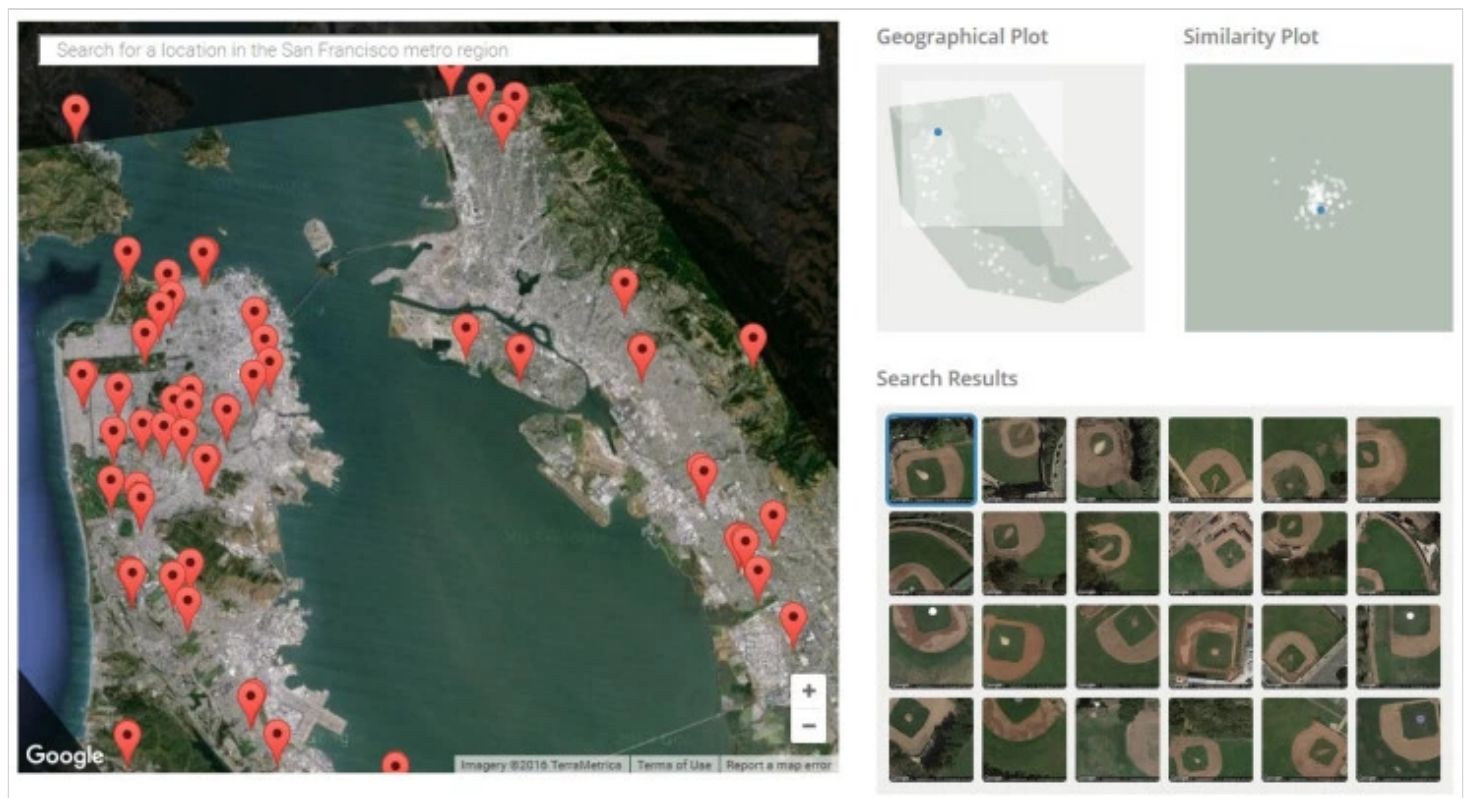 Search for a location in the San Francisco metro region
Geographical Plot
Similarity Plot
Search Results
+
−
Google
Imagery ©2016 TerraMetrica
Terms of Use
Report a map error